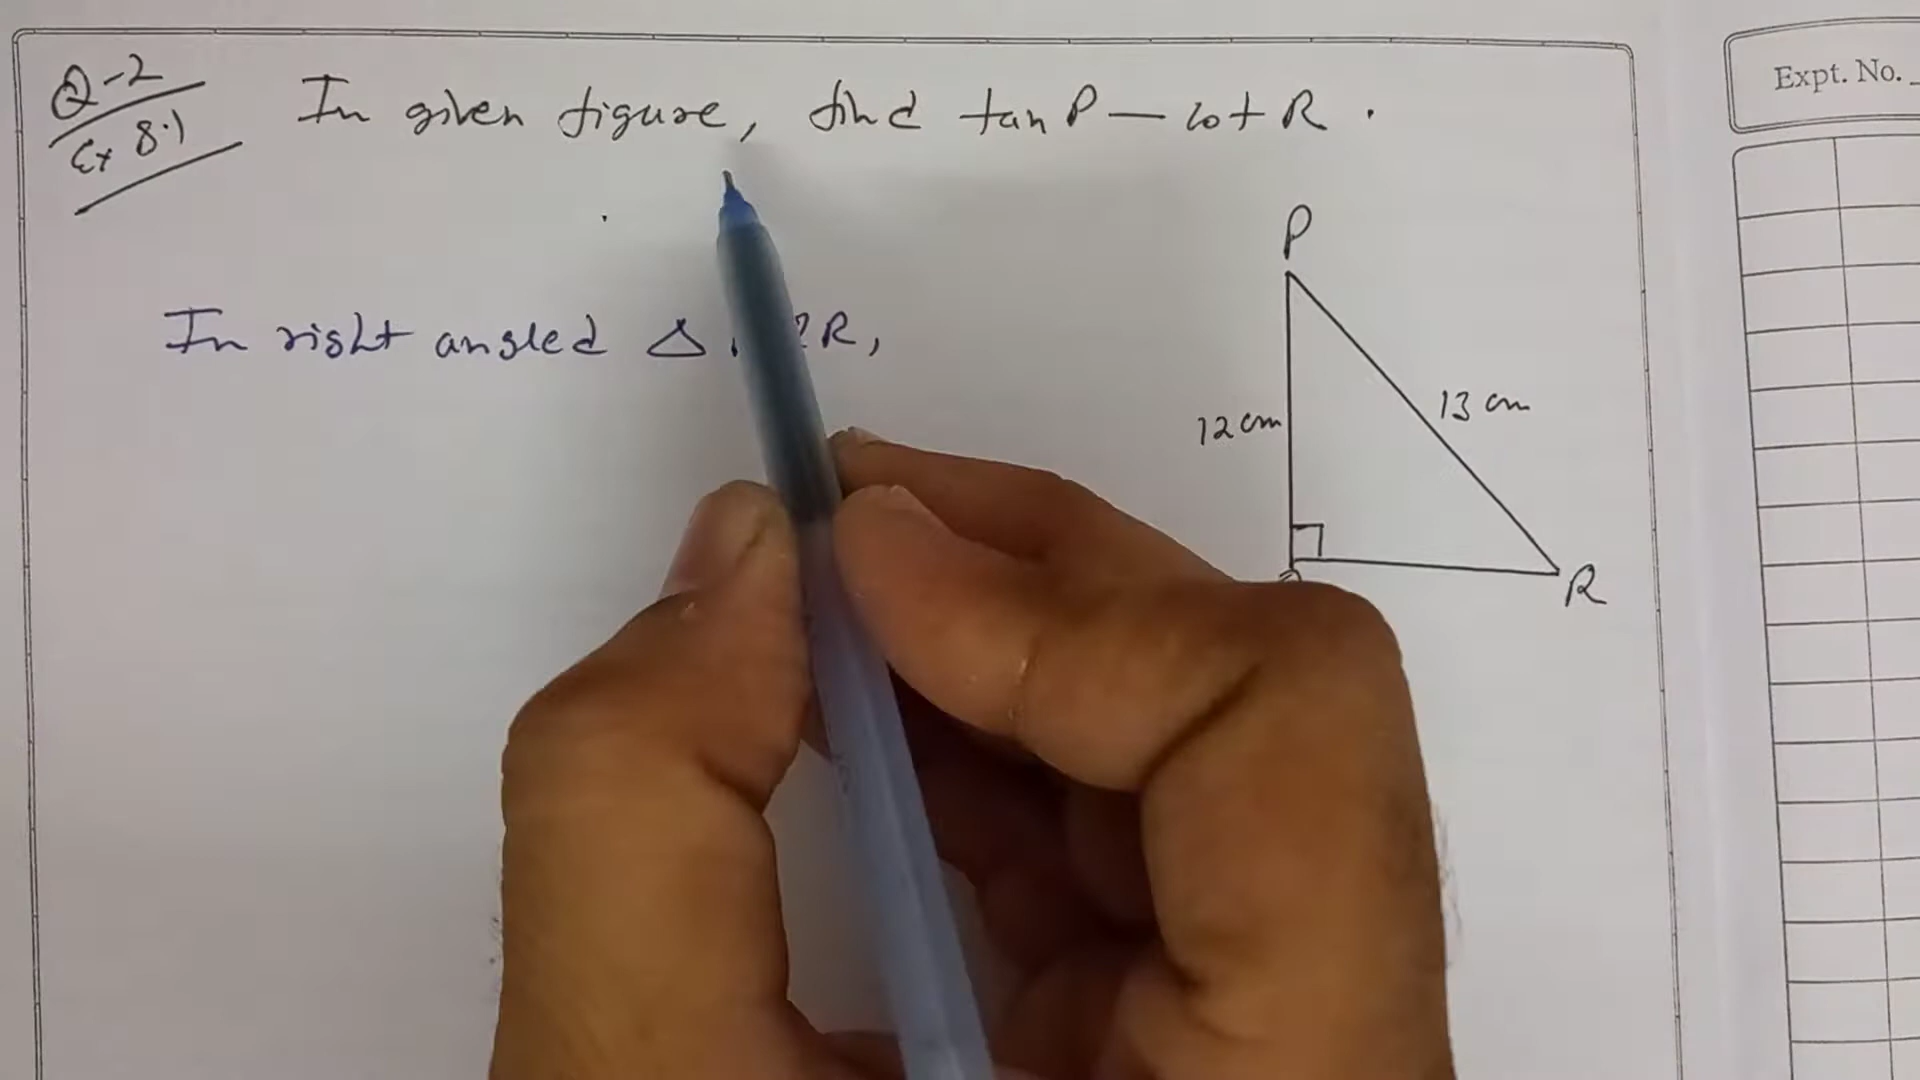 Q-2
Ex 8.1
In given figure, find tan P — cot R .
Expt. No.
P
In right angled △ R,
12 cm
13 cm
R